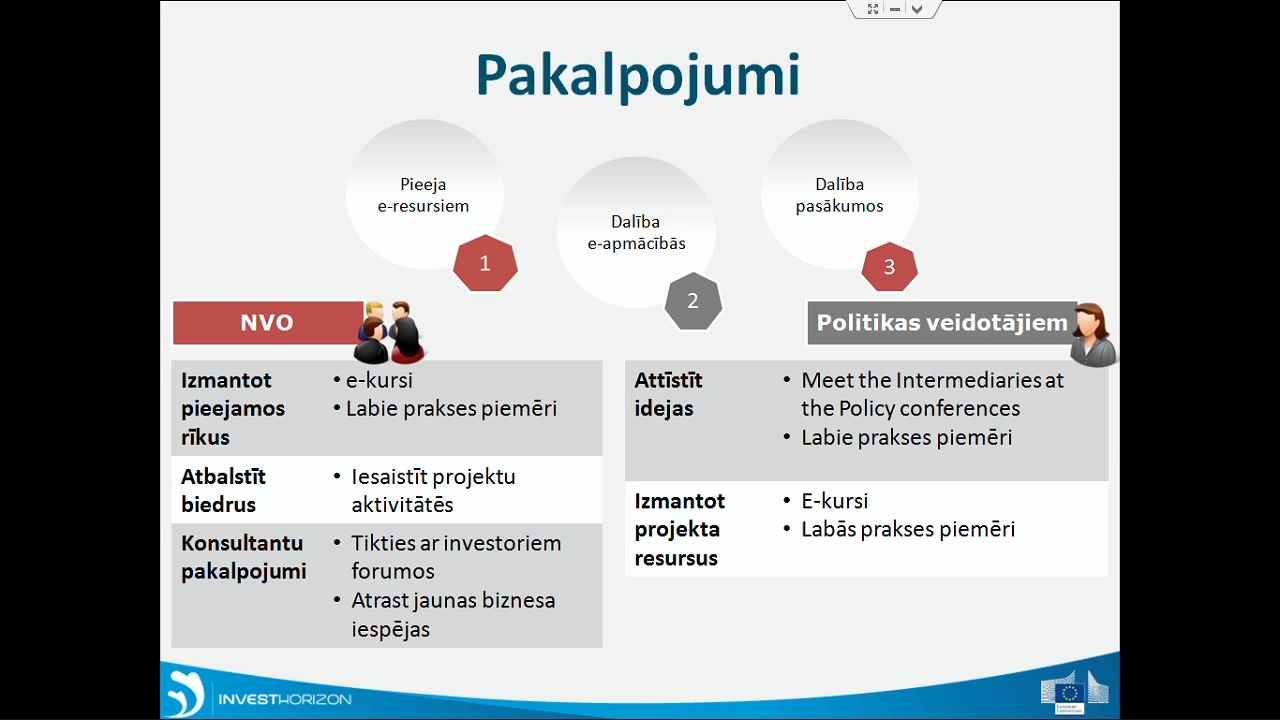 Pakalpojumi
Pieeja
e-resursiem
1
Dalība
e-apmācībās
2
Dalība
pasākumos
3
NVO
Izmantot
pieejamos
rīkus
• e-kursi
• Labie prakses piemēri
Atbalstīt
biedrus
• Iesaistīt projektu
aktivitātēs
Konsultantu
pakalpojumi
• Tikties ar investoriem
forumos
• Atrast jaunas biznesa
iespējas
Politikas veidotājiem
Attīstīt
idejas
• Meet the Intermediaries at
the Policy conferences
• Labie prakses piemēri
Izmantot
projekta
resursus
• E-kursi
• Labās prakses piemēri
INVESTHORIZON
European
Commission